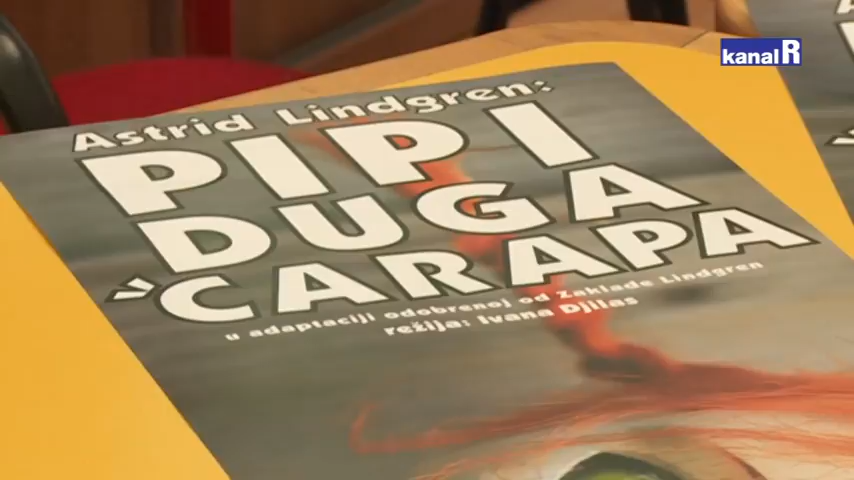 kanal R
Astrid Lindgren:
PIPI
DUGA
ČARAPA
u adaptaciji odobrenoj od Zaklade Lindgren
režija: Ivana Djilas